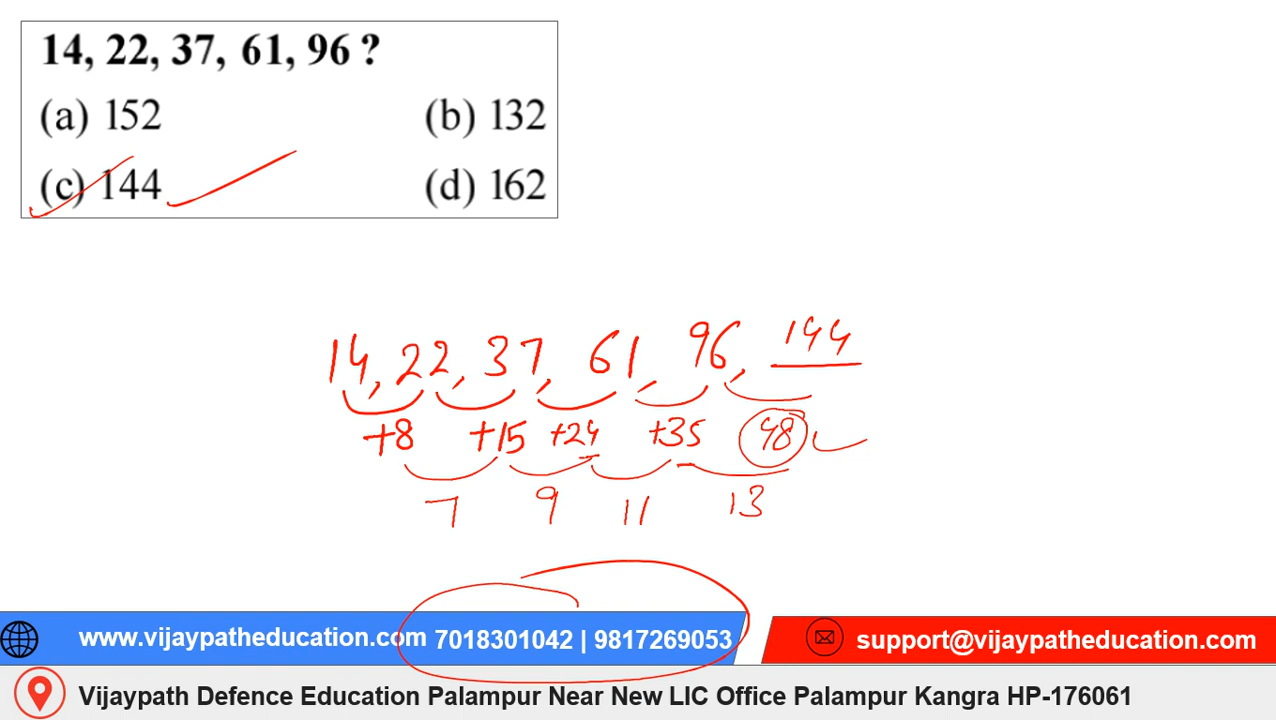 14, 22, 37, 61, 96 ?
(a) 152 (b) 132
(c) 144 (d) 162
14, 22, 37, 61, 96, 144
+8 +15 +24 +35 48
7 9 11 13
www.vijaypatheducation.com 7018301042 | 9817269053 support@vijaypatheducation.com
Vijaypath Defence Education Palampur Near New LIC Office Palampur Kangra HP-176061